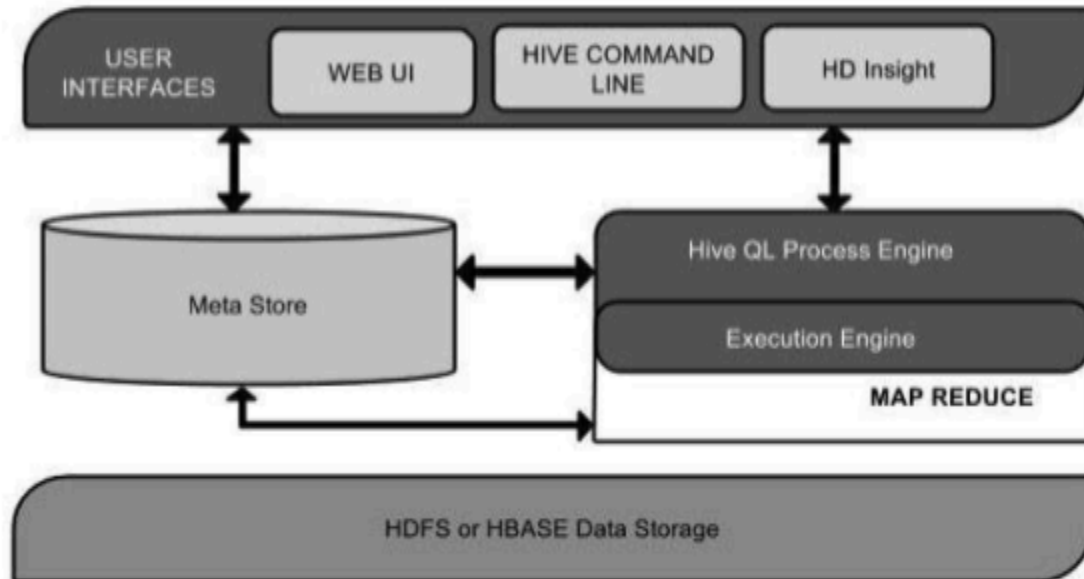 USER
INTERFACES
WEB UI
HIVE COMMAND
LINE
HD Insight
Meta Store
Hive QL Process Engine
Execution Engine
MAP REDUCE
HDFS or HBASE Data Storage